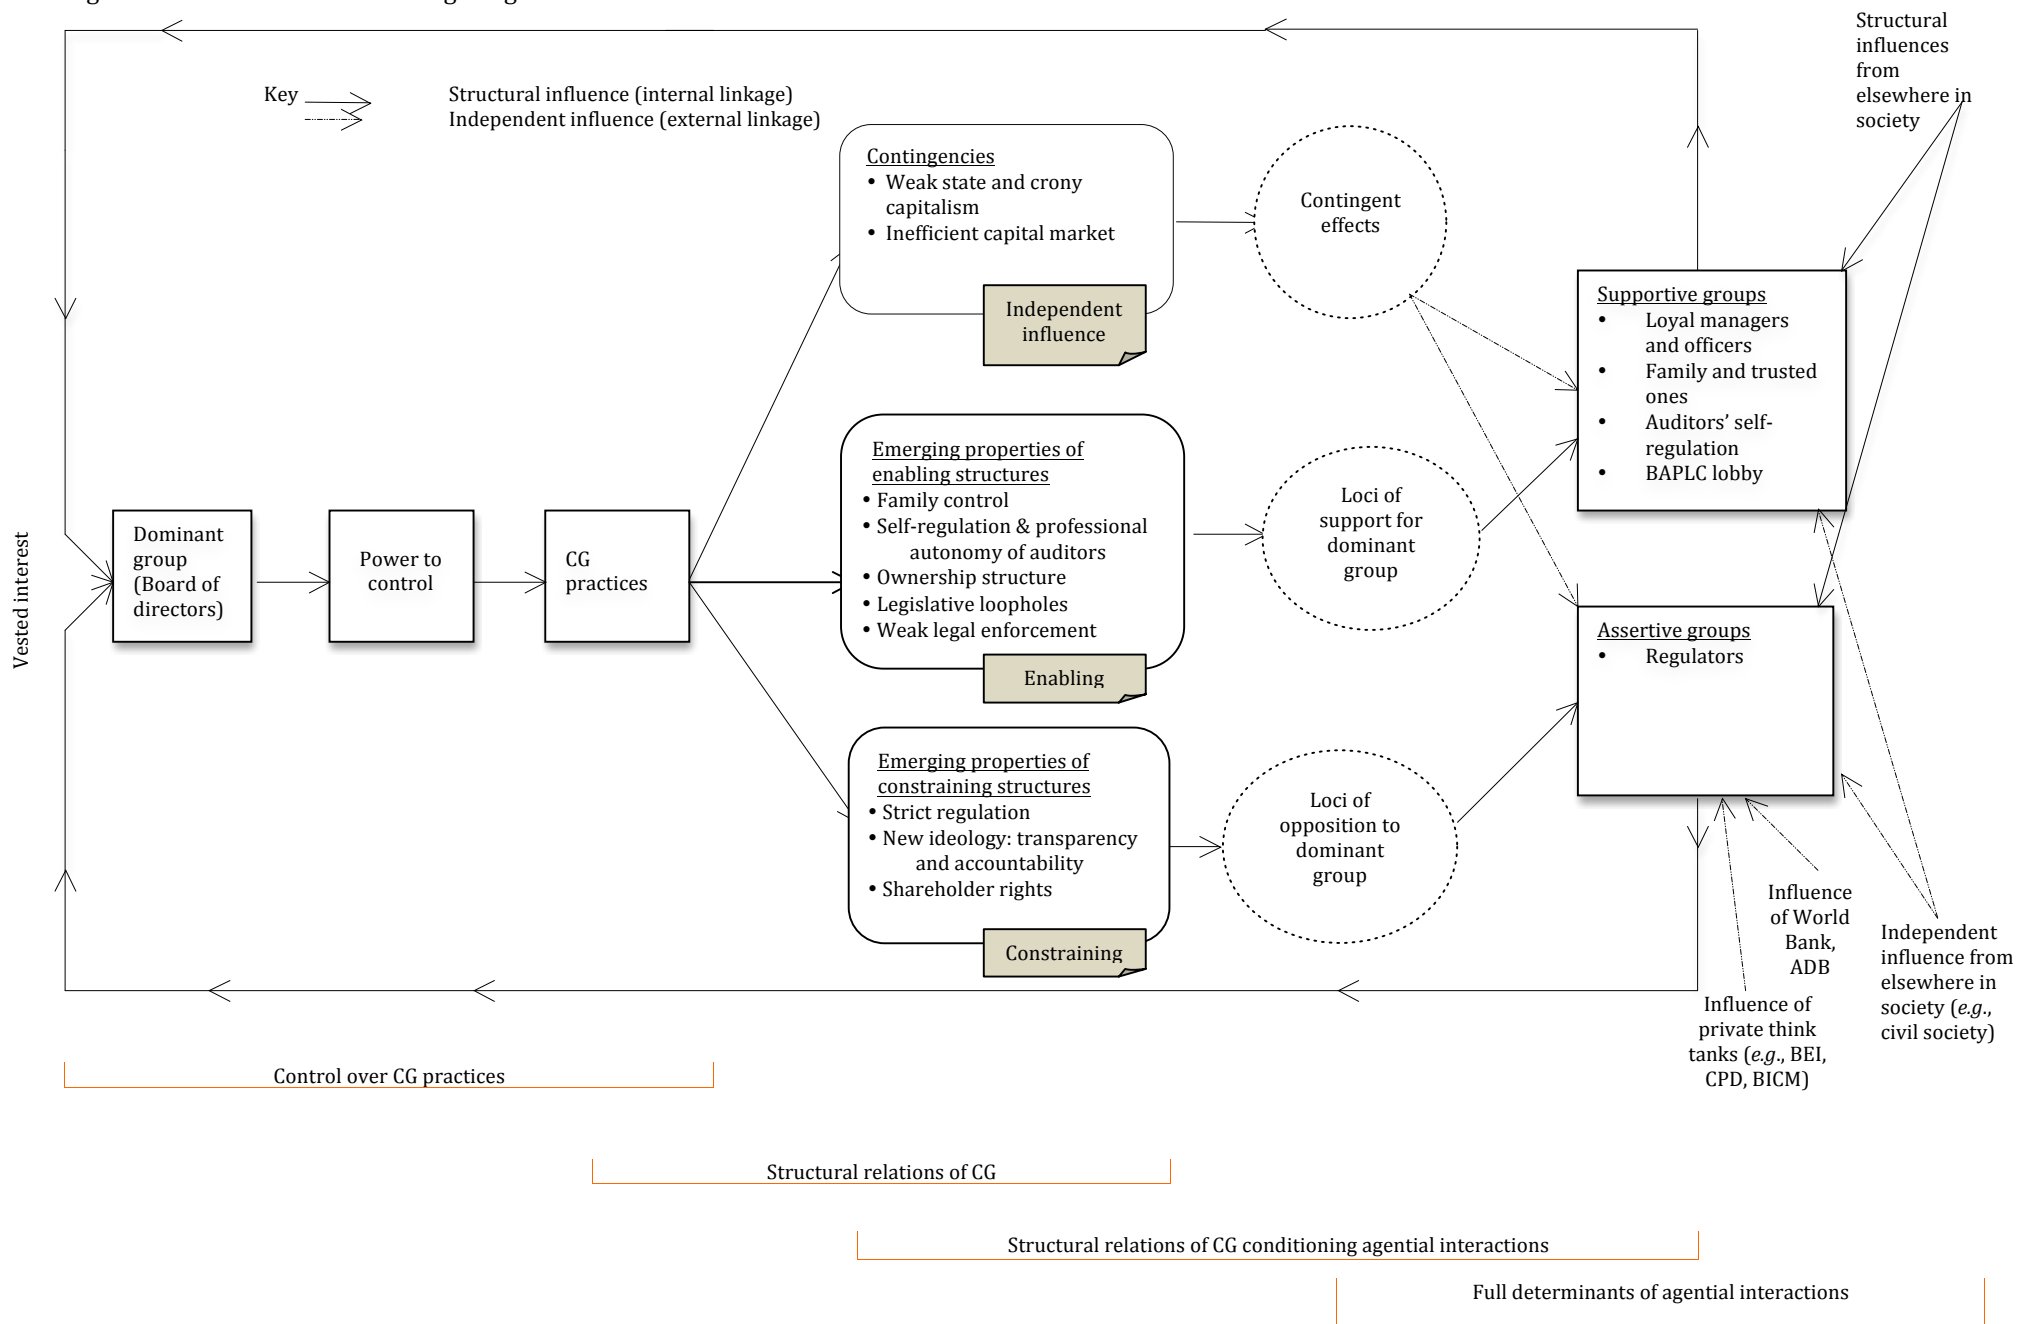 Structural
influences
from
elsewhere in
society
Key
Structural influence (internal linkage)
Independent influence (external linkage)
Contingencies
• Weak state and crony
capitalism
• Inefficient capital market
Independent
influence
Contingent
effects
Supportive groups
• Loyal managers
and officers
• Family and trusted
ones
• Auditors’ self-
regulation
• BAPLC lobby
Emerging properties of
enabling structures
• Family control
• Self-regulation & professional
autonomy of auditors
• Ownership structure
• Legislative loopholes
• Weak legal enforcement
Enabling
Loci of
support for
dominant
group
Vested interest
Dominant
group
(Board of
directors)
Power to
control
CG
practices
Assertive groups
• Regulators
Emerging properties of
constraining structures
• Strict regulation
• New ideology: transparency
and accountability
• Shareholder rights
Constraining
Loci of
opposition to
dominant
group
Influence
of World
Bank,
ADB
Independent
influence from
elsewhere in
society (e.g.,
civil society)
Influence of
private think
tanks (e.g., BEI,
CPD, BICM)
Control over CG practices
Structural relations of CG
Structural relations of CG conditioning agential interactions
Full determinants of agential interactions